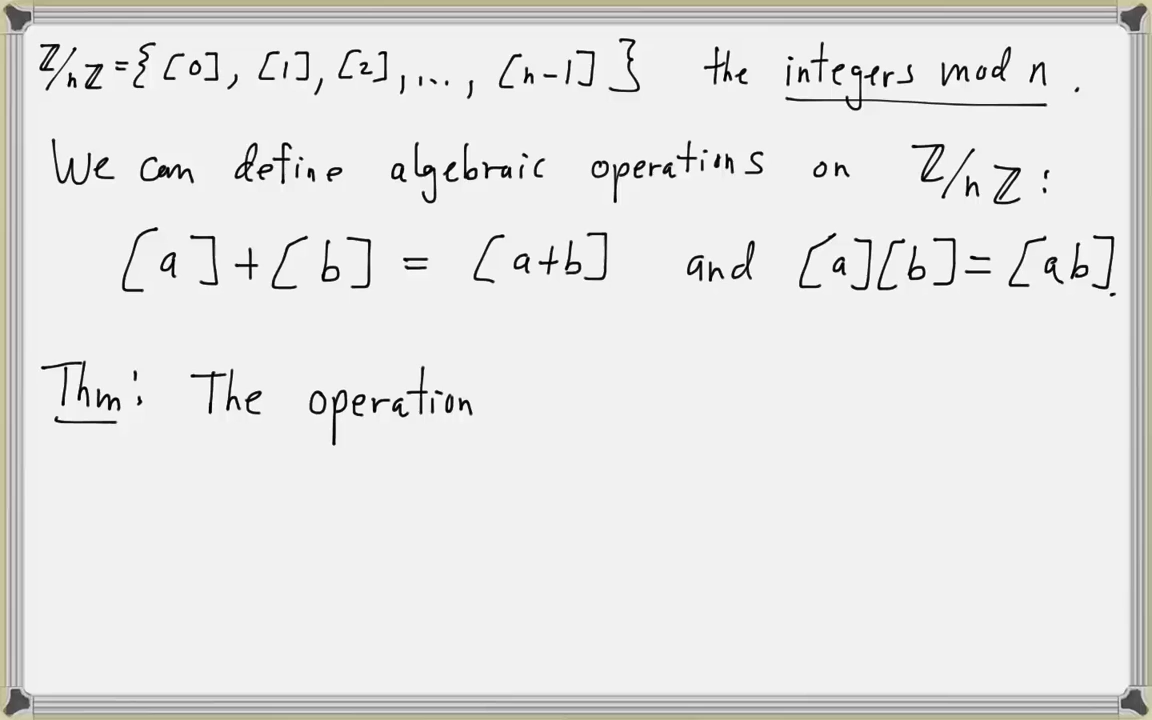 ℤ/nℤ = {[0], [1], [2], ..., [n-1]} the integers mod n.
We can define algebraic operations on ℤ/nℤ:
[a]+[b] = [a+b] and [a][b]=[ab].
Thm: The operation